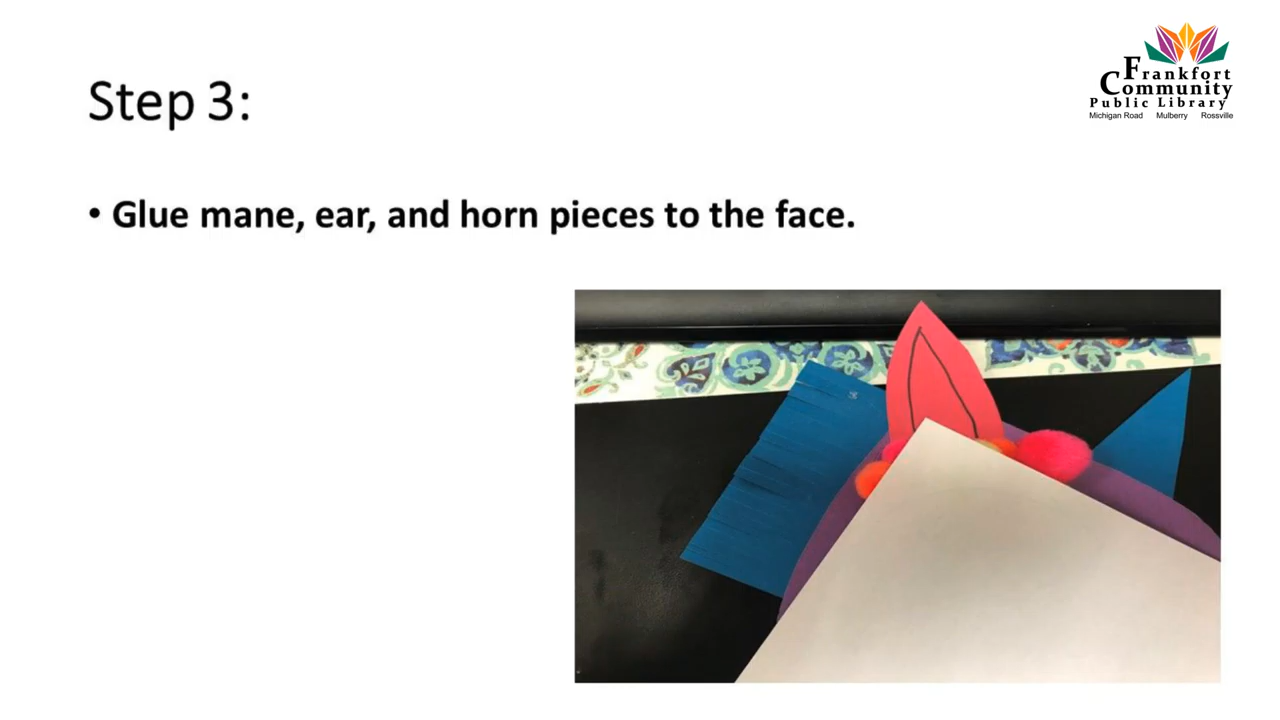 Step 3:
Frankfort
Community
Public Library
Michigan Road Mulberry Rossville
• Glue mane, ear, and horn pieces to the face.